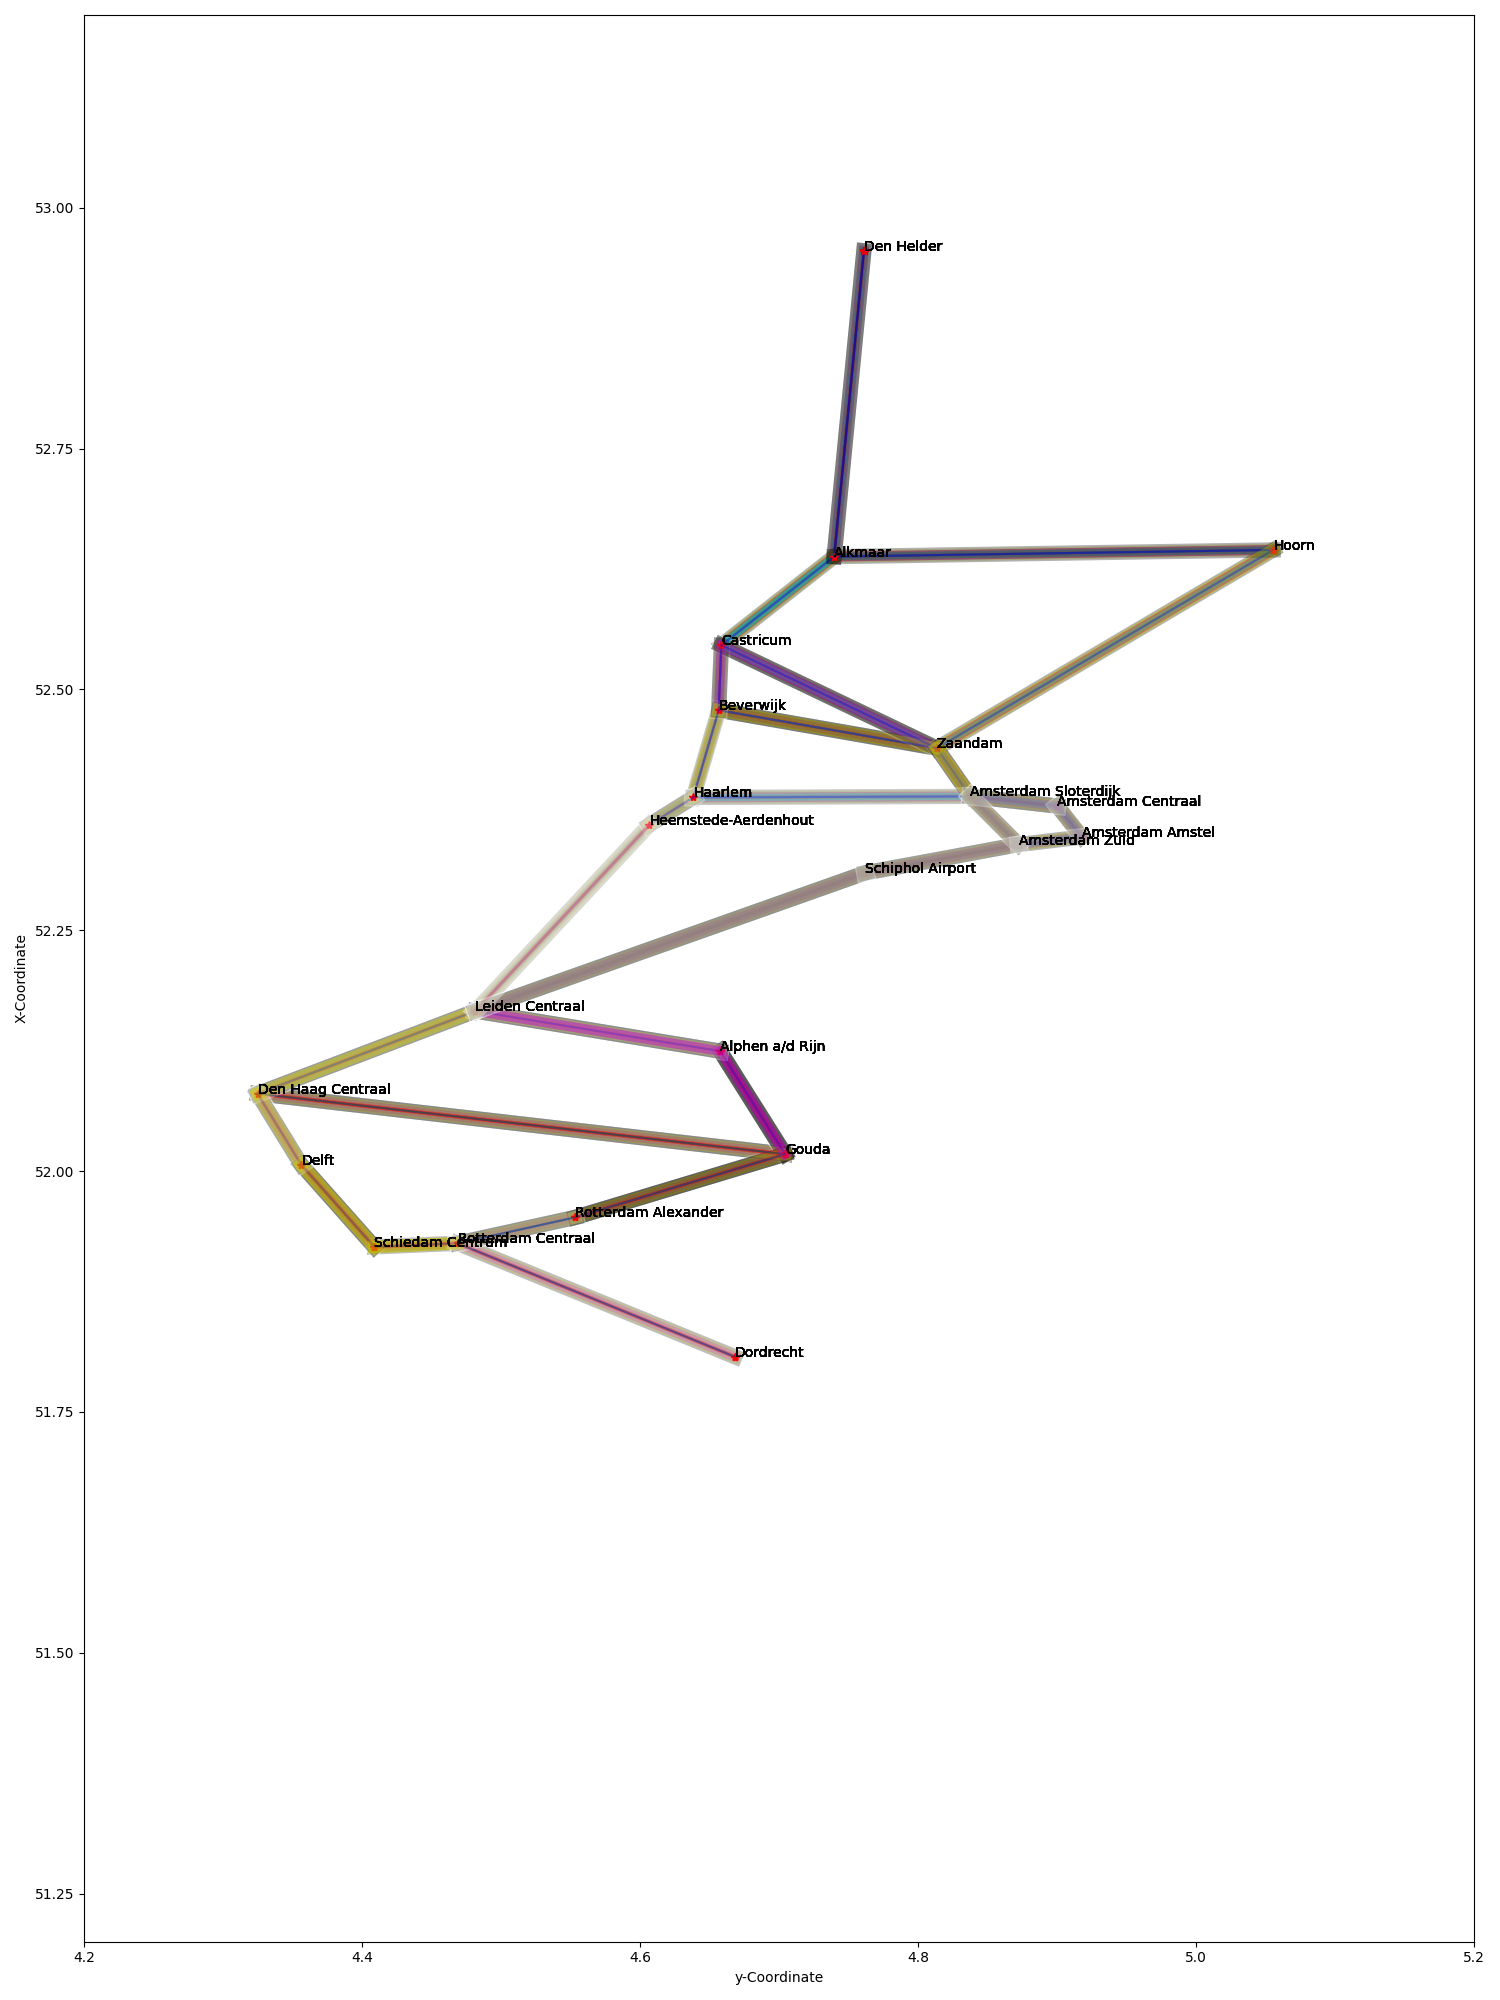 53.00
Den Helder
52.75
Alkmaar
Hoorn
Castricum
52.50
Beverwijk
Zaandam
Haarlem
Amsterdam Sloterdijk
Amsterdam Centraal
Heemstede-Aerdenhout
Amsterdam Amstel
Amsterdam Zuid
Schiphol Airport
52.25
X-Coordinate
Leiden Centraal
Alphen a/d Rijn
Den Haag Centraal
Gouda
Delft
52.00
Rotterdam Alexander
Rotterdam Centraal
Schiedam Centrum
Dordrecht
51.75
51.50
51.25
4.2
4.4
4.6
4.8
5.0
5.2
y-Coordinate